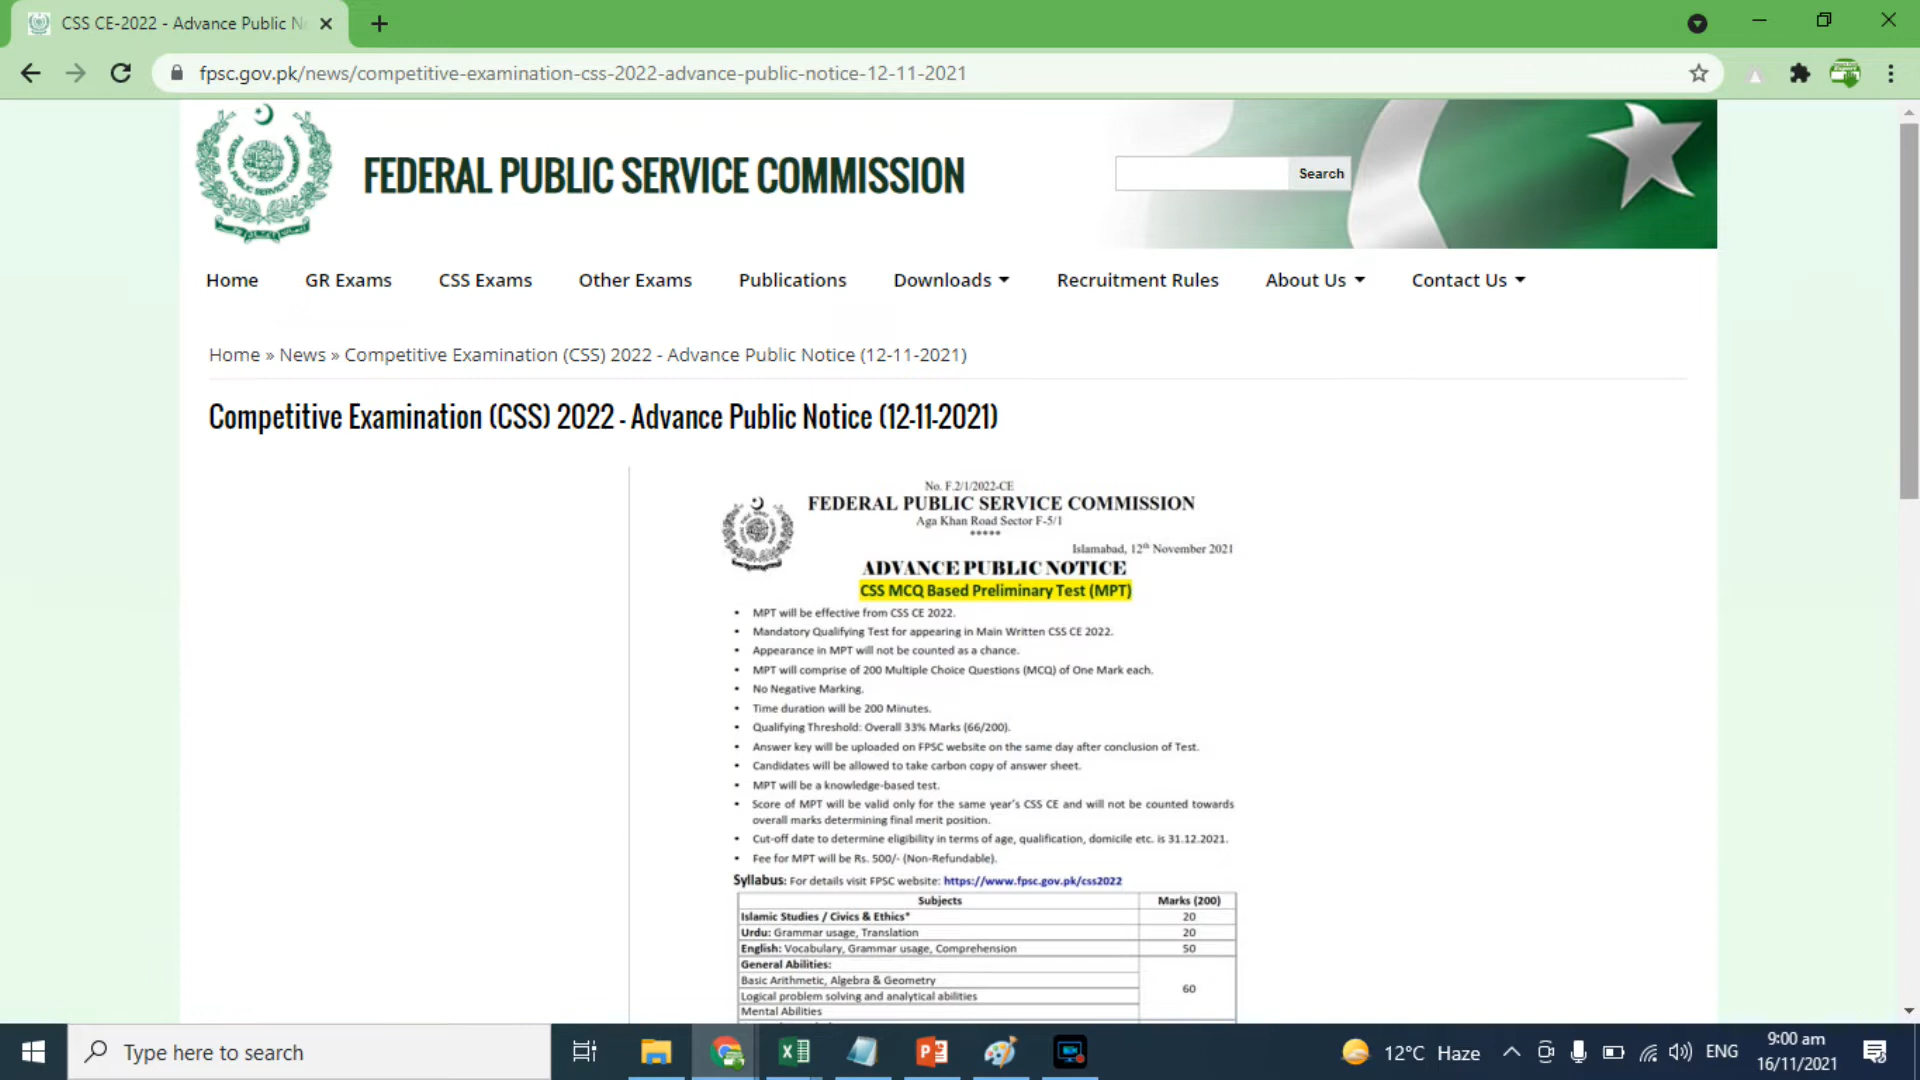 CSS CE-2022 - Advance Public N
fpsc.gov.pk/news/competitive-examination-css-2022-advance-public-notice-12-11-2021
FEDERAL PUBLIC SERVICE COMMISSION
Search
Home GR Exams CSS Exams Other Exams Publications Downloads Recruitment Rules About Us Contact Us
Home » News » Competitive Examination (CSS) 2022 - Advance Public Notice (12-11-2021)
Competitive Examination (CSS) 2022 - Advance Public Notice (12-11-2021)
No. F.2/1/2022-CE
FEDERAL PUBLIC SERVICE COMMISSION
Aga Khan Road Sector F-5/1
*****
Islamabad, 12th November 2021
ADVANCE PUBLIC NOTICE
CSS MCQ Based Preliminary Test (MPT)
• MPT will be effective from CSS CE 2022.
• Mandatory Qualifying Test for appearing in Main Written CSS CE 2022.
• Appearance in MPT will not be counted as a chance.
• MPT will comprise of 200 Multiple Choice Questions (MCQ) of One Mark each.
• No Negative Marking.
• Time duration will be 200 Minutes.
• Qualifying Threshold: Overall 33% Marks (66/200).
• Answer key will be uploaded on FPSC website on the same day after conclusion of Test.
• Candidates will be allowed to take carbon copy of answer sheet.
• MPT will be a knowledge-based test.
• Score of MPT will be valid only for the same year's CSS CE and will not be counted towards
overall marks determining final merit position.
• Cut-off date to determine eligibility in terms of age, qualification, domicile etc. is 31.12.2021.
• Fee for MPT will be Rs. 500/- (Non-Refundable).
Syllabus: For details visit FPSC website: https://www.fpsc.gov.pk/css2022
Subjects Marks (200)
Islamic Studies / Civics & Ethics* 20
Urdu: Grammar usage, Translation 20
English: Vocabulary, Grammar usage, Comprehension 50
General Abilities:
Basic Arithmetic, Algebra & Geometry
60
Logical problem solving and analytical abilities
Mental Abilities
Type here to search
12°C Haze
ENG
9:00 am
16/11/2021